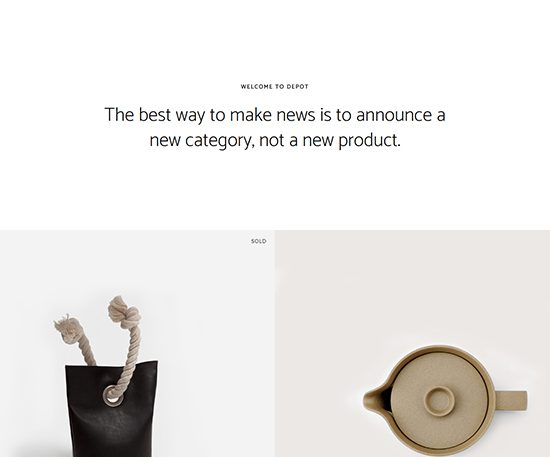 WELCOME TO DEPOT
The best way to make news is to announce a
new category, not a new product.
SOLD